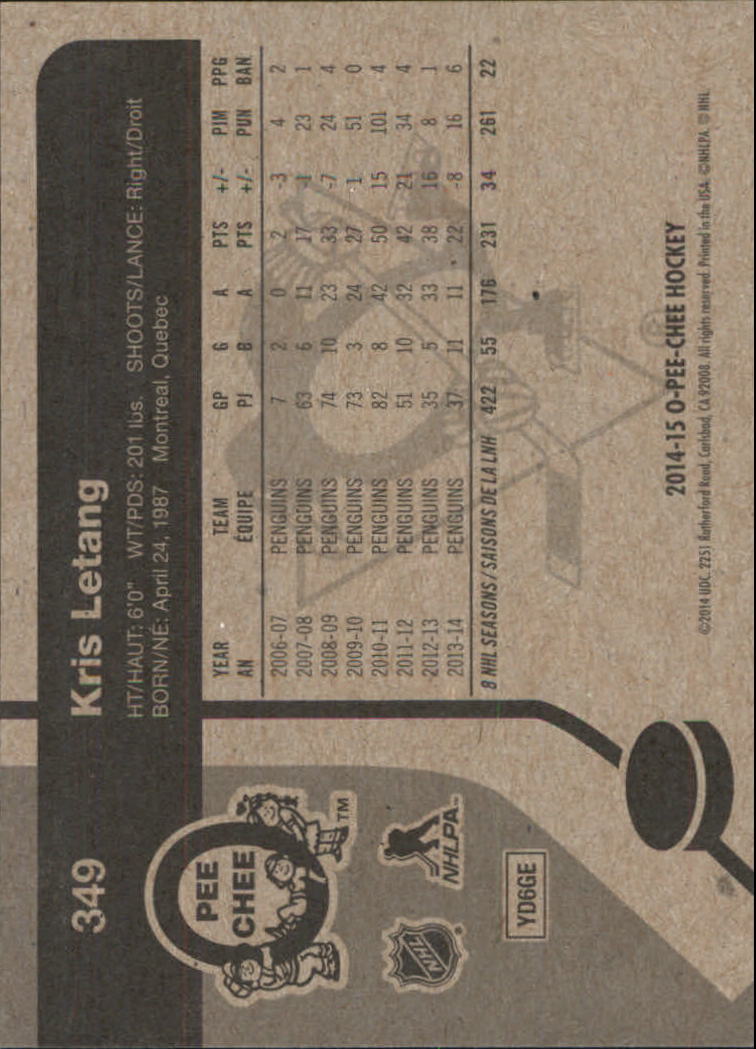 349 Kris Letang
HT/HAUT: 6'0" WT/PDS: 201 lbs. SHOOTS/LANCE: Right/Droit
BORN/NÉ: April 24, 1987 Montreal, Quebec
YEAR TEAM GP G A PTS +/- PIM PPG
AN ÉQUIPE PJ B A PTS +/- PUN BAN
2006-07 PENGUINS 7 2 0 2 -3 4 2
2007-08 PENGUINS 63 6 11 17 -1 23 1
2008-09 PENGUINS 74 10 23 33 -7 24 4
2009-10 PENGUINS 73 3 24 27 1 51 0
2010-11 PENGUINS 82 8 42 50 15 101 4
2011-12 PENGUINS 51 10 32 42 21 34 4
2012-13 PENGUINS 35 5 33 38 16 8 1
2013-14 PENGUINS 37 11 11 22 -8 16 6
8 NHL SEASONS / SAISONS DE LA LNH 422 55 176 231 34 261 22
PEE
CHEE
TM
NHL
®
NHLPA
YD6GE
®
2014-15 O-PEE-CHEE HOCKEY
©2014 UDC. 2251 Rutherford Road, Carlsbad, CA 92008. All rights reserved. Printed in the USA. ©NHLPA ©NHL